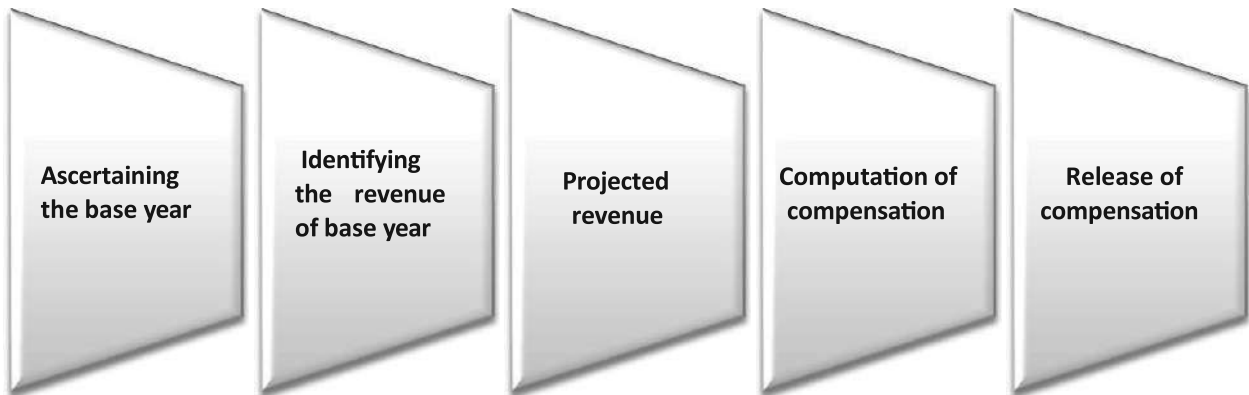 Ascertaining
the base year
Identifying
the revenue
of base year
Projected
revenue
Computation of
compensation
Release of
compensation